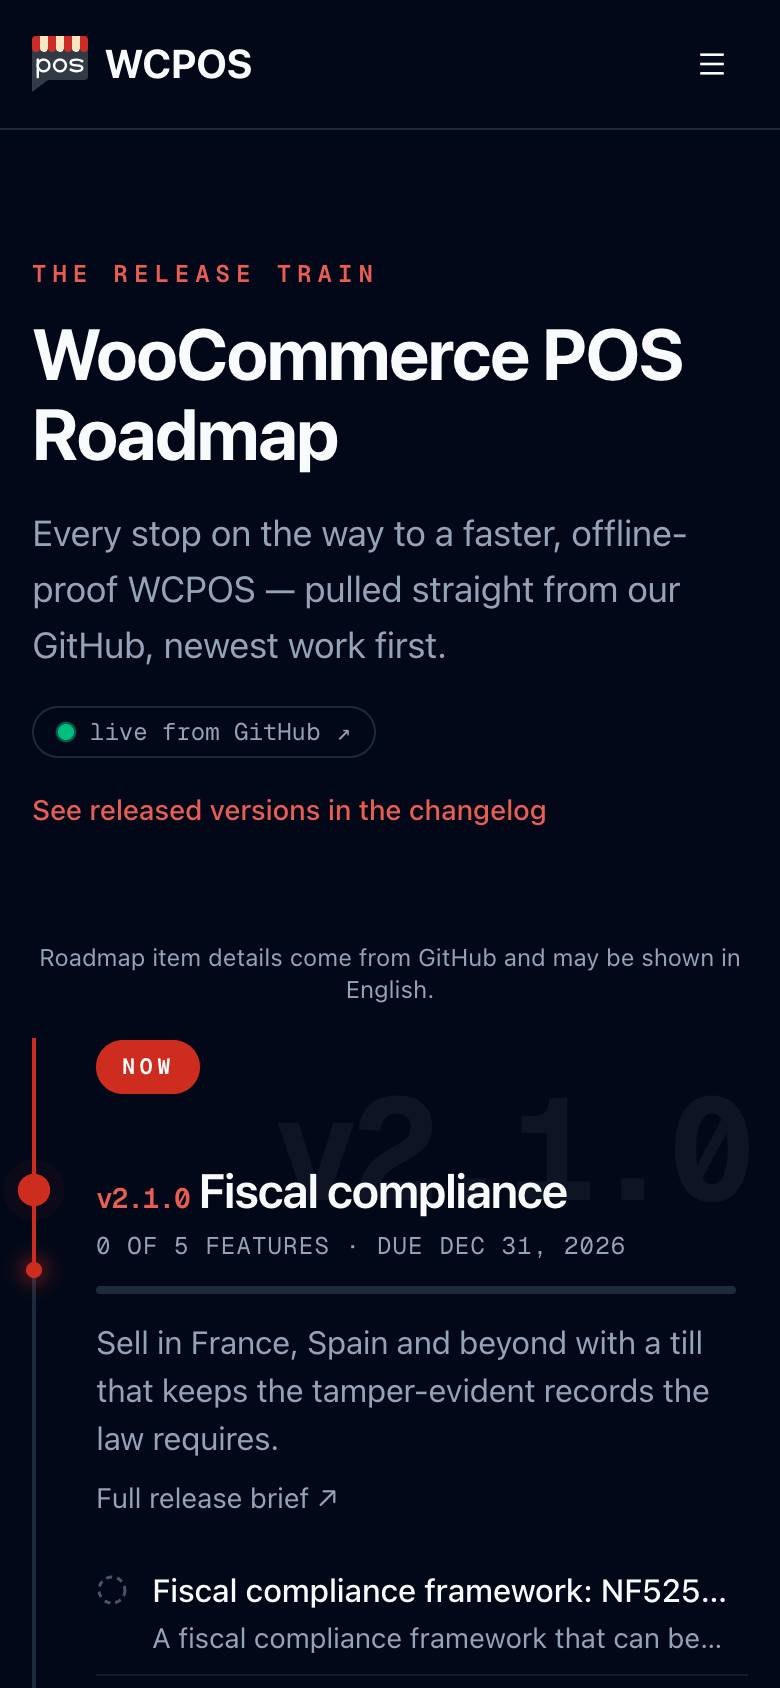 pos WCPOS
THE RELEASE TRAIN
WooCommerce POS
Roadmap
Every stop on the way to a faster, offline-
proof WCPOS — pulled straight from our
GitHub, newest work first.
live from GitHub ↗
See released versions in the changelog
Roadmap item details come from GitHub and may be shown in
English.
NOW
v2.1.0
v2.1.0 Fiscal compliance
0 OF 5 FEATURES · DUE DEC 31, 2026
Sell in France, Spain and beyond with a till
that keeps the tamper-evident records the
law requires.
Full release brief ↗
Fiscal compliance framework: NF525...
A fiscal compliance framework that can be...